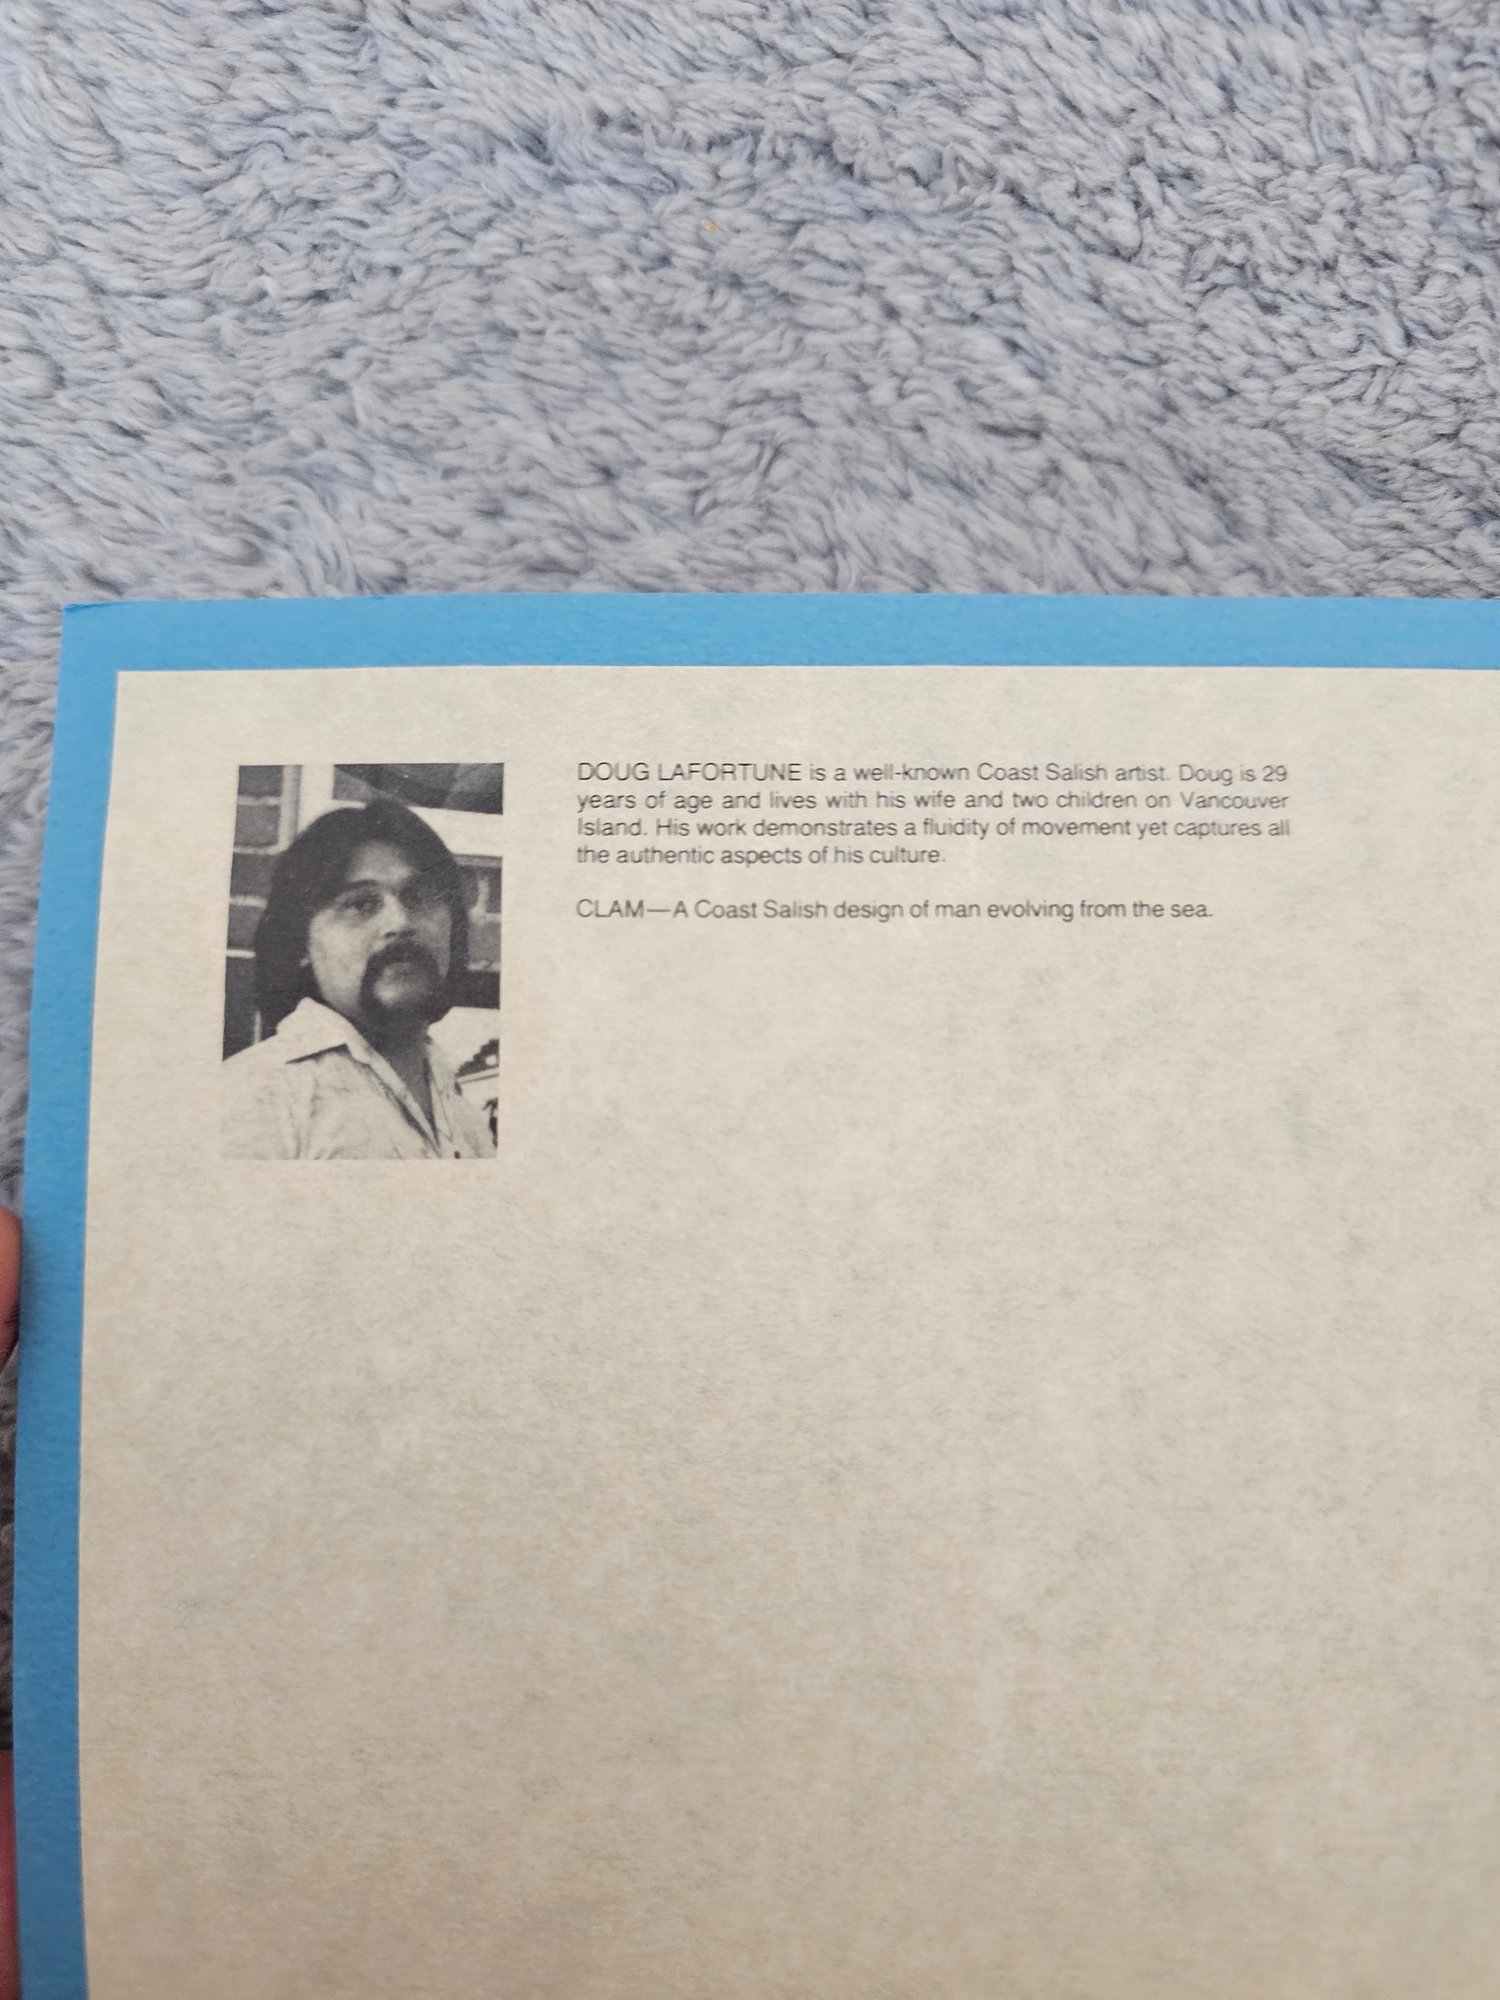 DOUG LAFORTUNE is a well-known Coast Salish artist. Doug is 29
years of age and lives with his wife and two children on Vancouver
Island. His work demonstrates a fluidity of movement yet captures all
the authentic aspects of his culture.
CLAM—A Coast Salish design of man evolving from the sea.